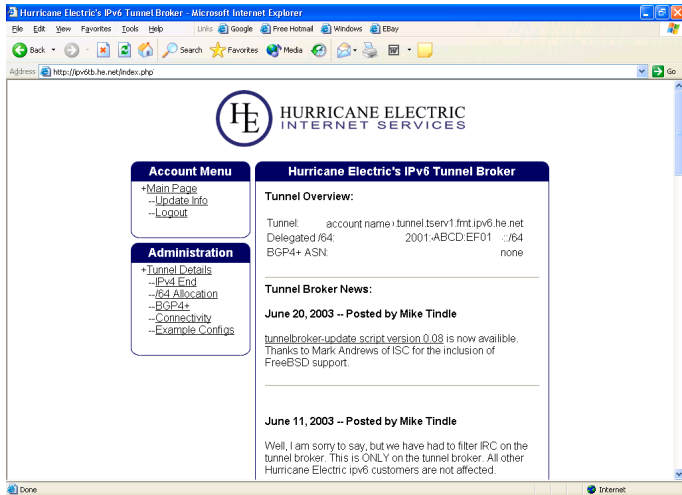 Hurricane Electric's IPv6 Tunnel Broker - Microsoft Internet Explorer
File Edit View Favorites Tools Help Links Google Free Hotmail Windows EBay
Back Search Favorites Media
Address http://ipv6tb.he.net/index.php Go
HE HURRICANE ELECTRIC
INTERNET SERVICES
Account Menu
+Main Page
--Update Info
--Logout
Administration
+Tunnel Details
--IPv4 End
--/64 Allocation
--BGP4+
--Connectivity
--Example Configs
Hurricane Electric's IPv6 Tunnel Broker
Tunnel Overview:
Tunnel: account name .tunnel.tserv1.fmt.ipv6.he.net
Delegated /64: 2001:ABCD:EF01 ::/64
BGP4+ ASN: none
Tunnel Broker News:
June 20, 2003 -- Posted by Mike Tindle
tunnelbroker-update script version 0.08 is now availible.
Thanks to Mark Andrews of ISC for the inclusion of
FreeBSD support.
June 11, 2003 -- Posted by Mike Tindle
Well, I am sorry to say, but we have had to filter IRC on the
tunnel broker. This is ONLY on the tunnel broker. All other
Hurricane Electric ipv6 customers are not affected.
Done Internet